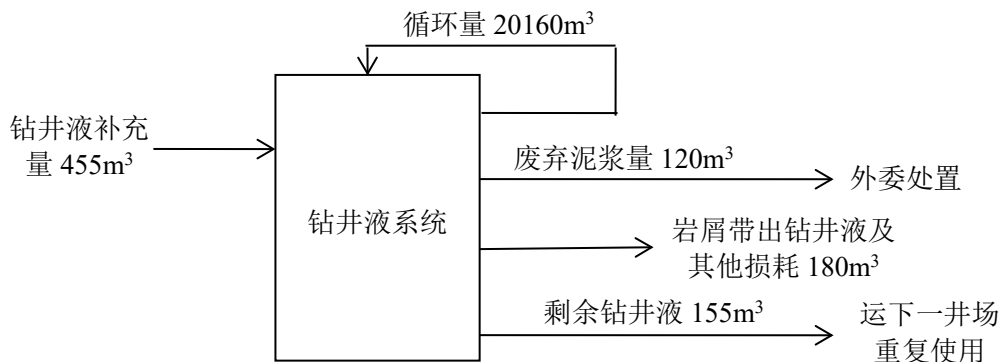 循环量 20160m³
钻井液补充
量 455m³
钻井液系统
废弃泥浆量 120m³
外委处置
岩屑带出钻井液及
其他损耗 180m³
剩余钻井液 155m³
运下一井场
重复使用